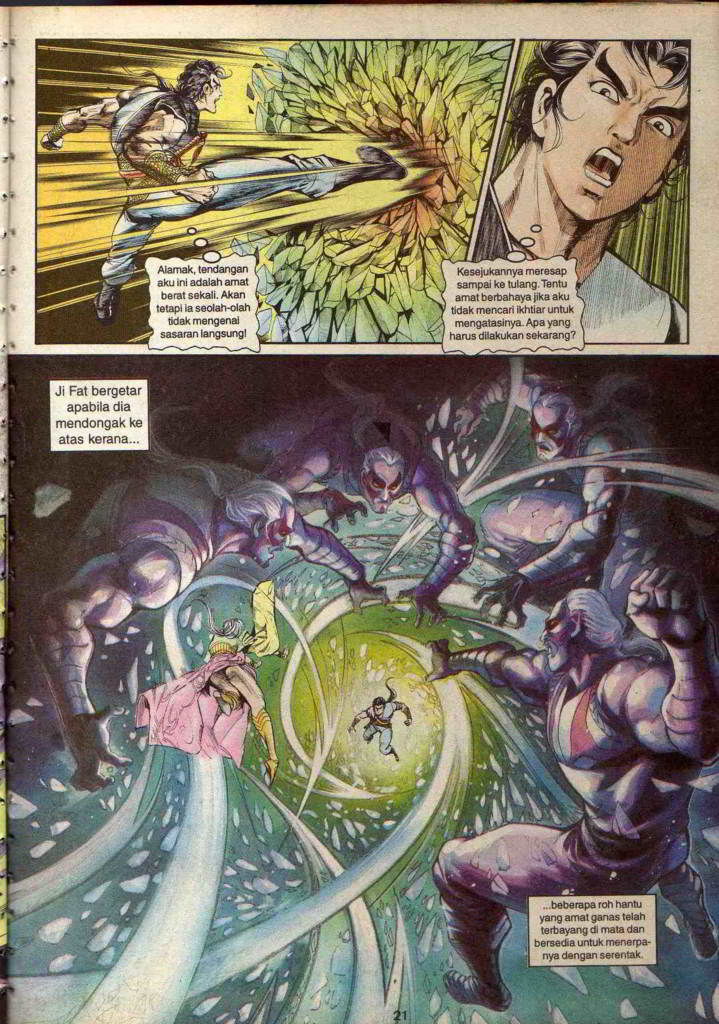 Alamak, tendangan
aku ini adalah amat
berat sekali. Akan
tetapi ia seolah-olah
tidak mengenai
sasaran langsung!
Kesejukannya meresap
sampai ke tulang. Tentu
amat berbahaya jika aku
tidak mencari ikhtiar untuk
mengatasinya. Apa yang
harus dilakukan sekarang?
Ji Fat bergetar
apabila dia
mendongak ke
atas kerana...
...beberapa roh hantu
yang amat ganas telah
terbayang di mata dan
bersedia untuk menerpa-
nya dengan serentak.
21